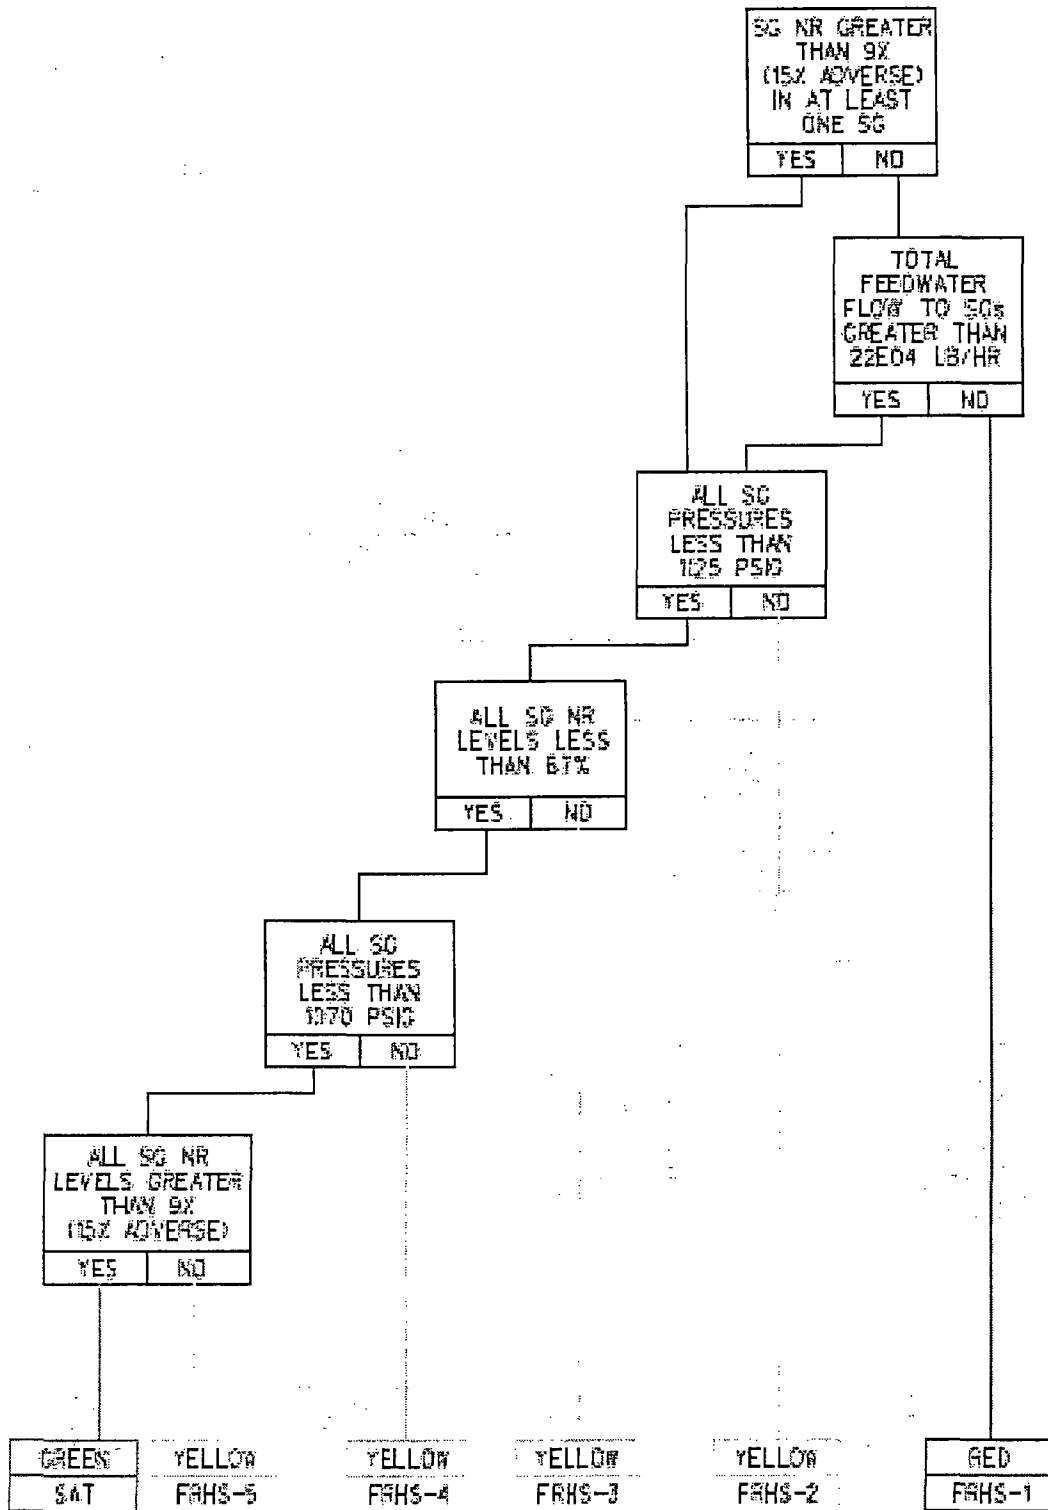 SG NR GREATER
THAN 9%
(15% ADVERSE)
IN AT LEAST
ONE SG
YES NO
TOTAL
FEEDWATER
FLOW TO SGs
GREATER THAN
22E04 LB/HR
YES NO
ALL SG
PRESSURES
LESS THAN
1125 PSIG
YES NO
ALL SG NR
LEVELS LESS
THAN 67%
YES NO
ALL SG
PRESSURES
LESS THAN
1070 PSIG
YES NO
ALL SG NR
LEVELS GREATER
THAN 9%
(15% ADVERSE)
YES NO
GREEN YELLOW YELLOW YELLOW YELLOW RED
SAT FRHS-5 FRHS-4 FRHS-3 FRHS-2 FRHS-1